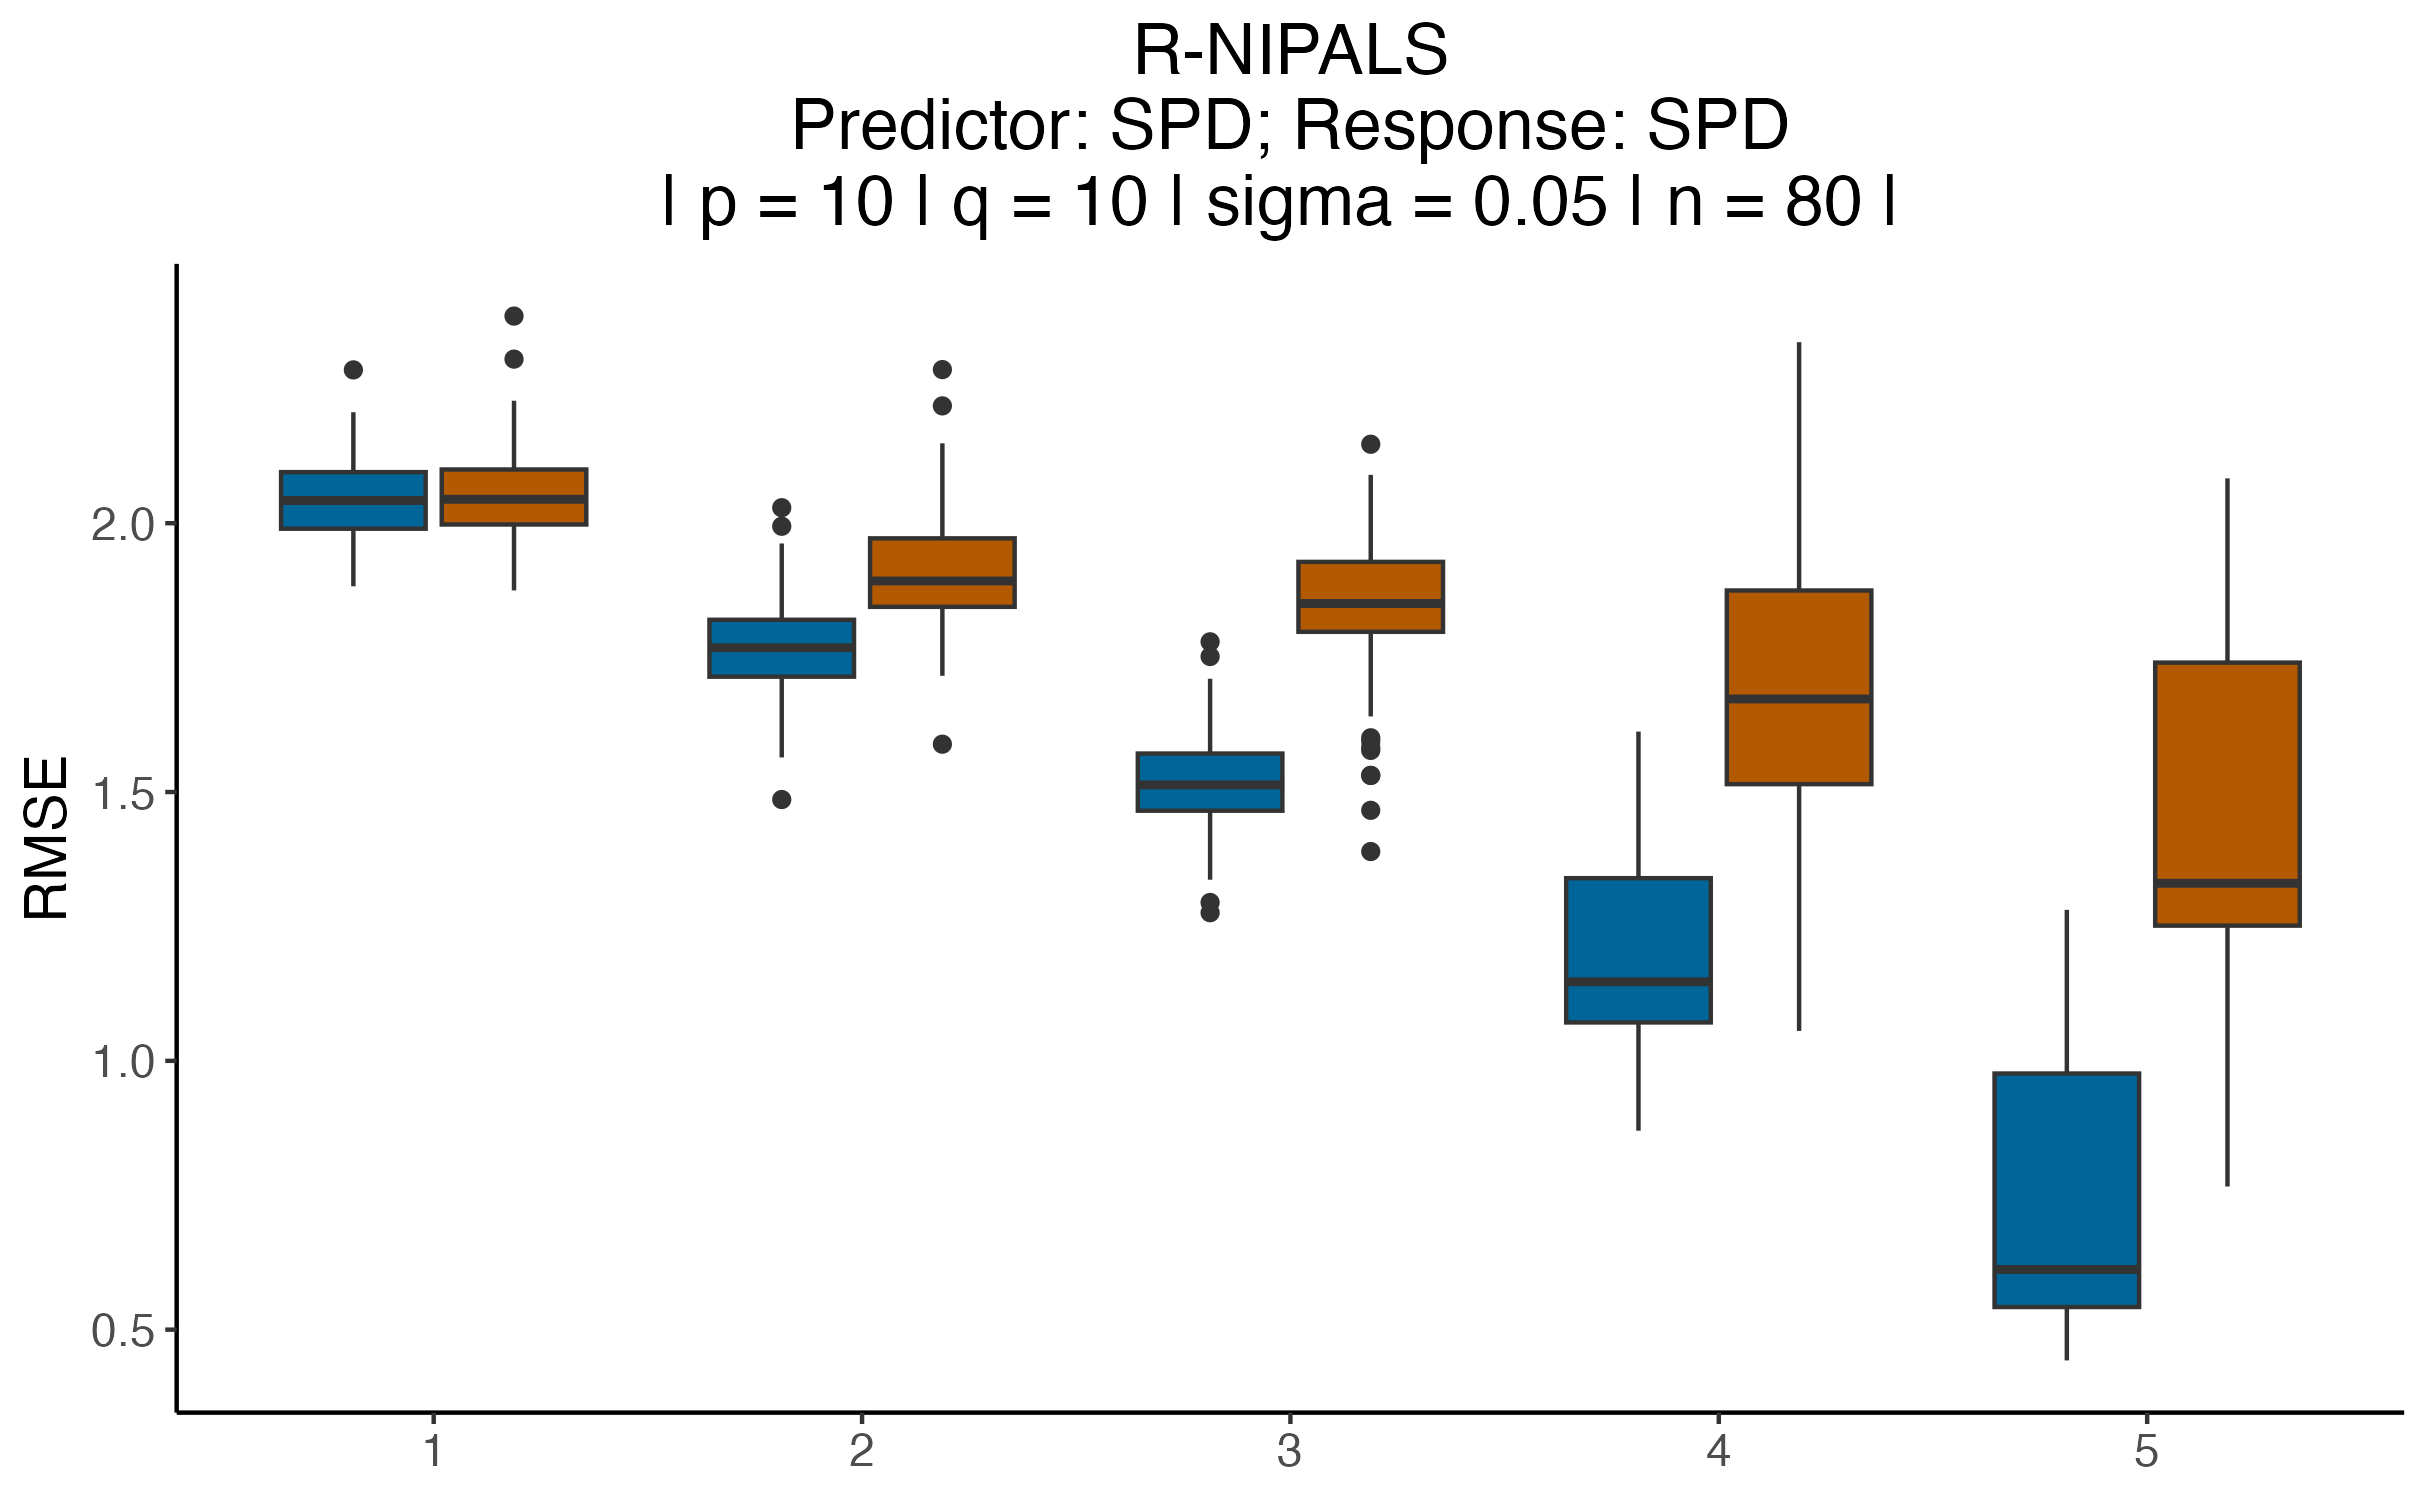 R-NIPALS
Predictor: SPD; Response: SPD
| p = 10 | q = 10 | sigma = 0.05 | n = 80 |
RMSE
2.0
1.5
1.0
0.5
1 2 3 4 5